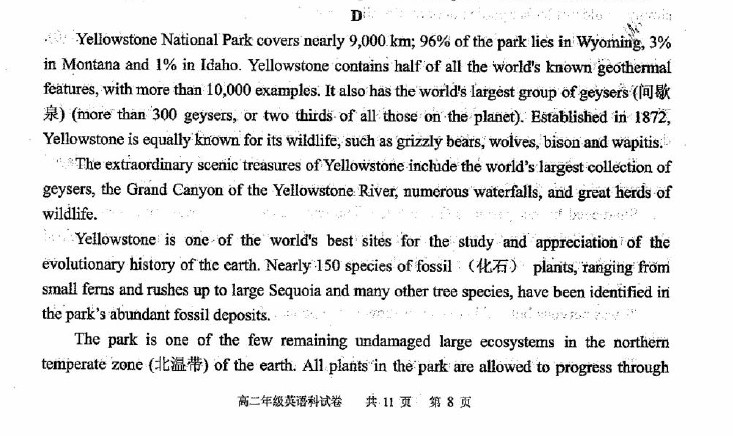 D
Yellowstone National Park covers nearly 9,000 km; 96% of the park lies in Wyoming, 3%
in Montana and 1% in Idaho. Yellowstone contains half of all the world's known geothermal
features, with more than 10,000 examples. It also has the world's largest group of geysers (间歇
泉) (more than 300 geysers, or two thirds of all those on the planet). Established in 1872,
Yellowstone is equally known for its wildlife, such as grizzly bears, wolves, bison and wapitis.
The extraordinary scenic treasures of Yellowstone include the world's largest collection of
geysers, the Grand Canyon of the Yellowstone River, numerous waterfalls, and great herds of
wildlife.
Yellowstone is one of the world's best sites for the study and appreciation of the
evolutionary history of the earth. Nearly 150 species of fossil （化石） plants, ranging from
small ferns and rushes up to large Sequoia and many other tree species, have been identified in
the park's abundant fossil deposits.
The park is one of the few remaining undamaged large ecosystems in the northern
temperate zone (北温带) of the earth. All plants in the park are allowed to progress through
高二年级英语科试卷 共 11 页 第 8 页